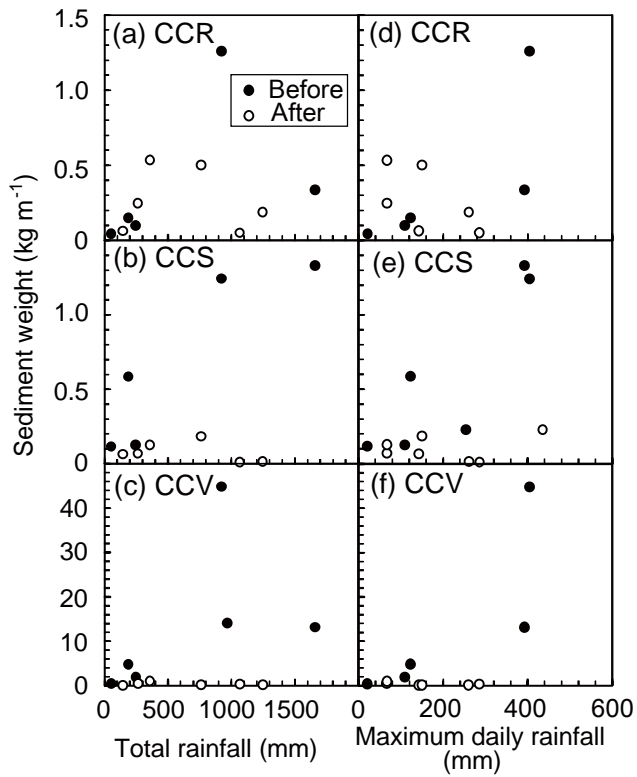 Sediment weight (kg m⁻¹)
(a) CCR
(d) CCR
● Before
○ After
1.5
1.0
0.5
0
(b) CCS
(e) CCS
1.0
0.5
0
(c) CCV
(f) CCV
40
30
20
10
0
0 500 1000 1500
0 200 400 600
Total rainfall (mm)
Maximum daily rainfall
(mm)